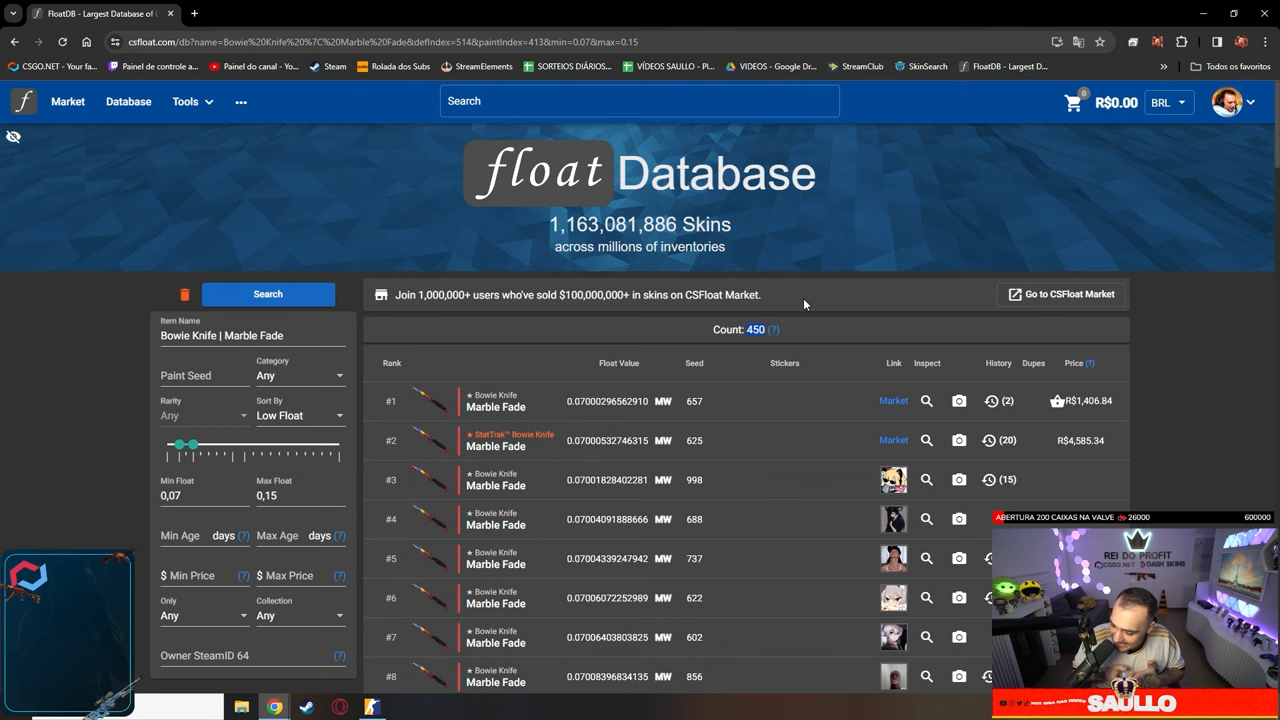 FloatDB - Largest Database of C
csfloat.com/db?name=Bowie%20Knife%20%7C%20Marble%20Fade&defIndex=514&paintIndex=413&min=0.07&max=0.15
CSGO.NET - Your fa...
Painel de controle a...
Painel do canal - Yo...
Steam
Rolada dos Subs
StreamElements
SORTEIOS DIÁRIOS...
VÍDEOS SAULLO - Pl...
VIDEOS - Google Dr...
StreamClub
SkinSearch
FloatDB - Largest D...
»
Todos os favoritos
f
Market
Database
Tools
Search
0
R$0.00
BRL
float Database
1,163,081,886 Skins
across millions of inventories
Search
Join 1,000,000+ users who've sold $100,000,000+ in skins on CSFloat Market.
Go to CSFloat Market
Item Name
Bowie Knife | Marble Fade
Paint Seed
Category
Any
Rarity
Any
Sort By
Low Float
Min Float
0,07
Max Float
0,15
Min Age
days (?)
Max Age
days (?)
$ Min Price
(?)
$ Max Price
(?)
Only
Any
Collection
Any
Owner SteamID 64
(?)
Count: 450 (?)
Rank
Float Value
Seed
Stickers
Link
Inspect
History
Dupes
Price (?)
#1
★ Bowie Knife
Marble Fade
0.07000296562910 MW
657
Market
(2)
R$1,406.84
#2
★ StatTrak™ Bowie Knife
Marble Fade
0.07000532746315 MW
625
Market
(20)
R$4,585.34
#3
★ Bowie Knife
Marble Fade
0.07001828402281 MW
998
(15)
#4
★ Bowie Knife
Marble Fade
0.07004091888666 MW
688
#5
★ Bowie Knife
Marble Fade
0.07004339247942 MW
737
#6
★ Bowie Knife
Marble Fade
0.07006072252989 MW
622
#7
★ Bowie Knife
Marble Fade
0.07006403803825 MW
602
#8
★ Bowie Knife
Marble Fade
0.07008396834135 MW
856
ABERTURA 200 CAIXAS NA VALVE
26000
600000
REI DO PROFIT
CSGO.NET
DASH SKINS
SAULLO